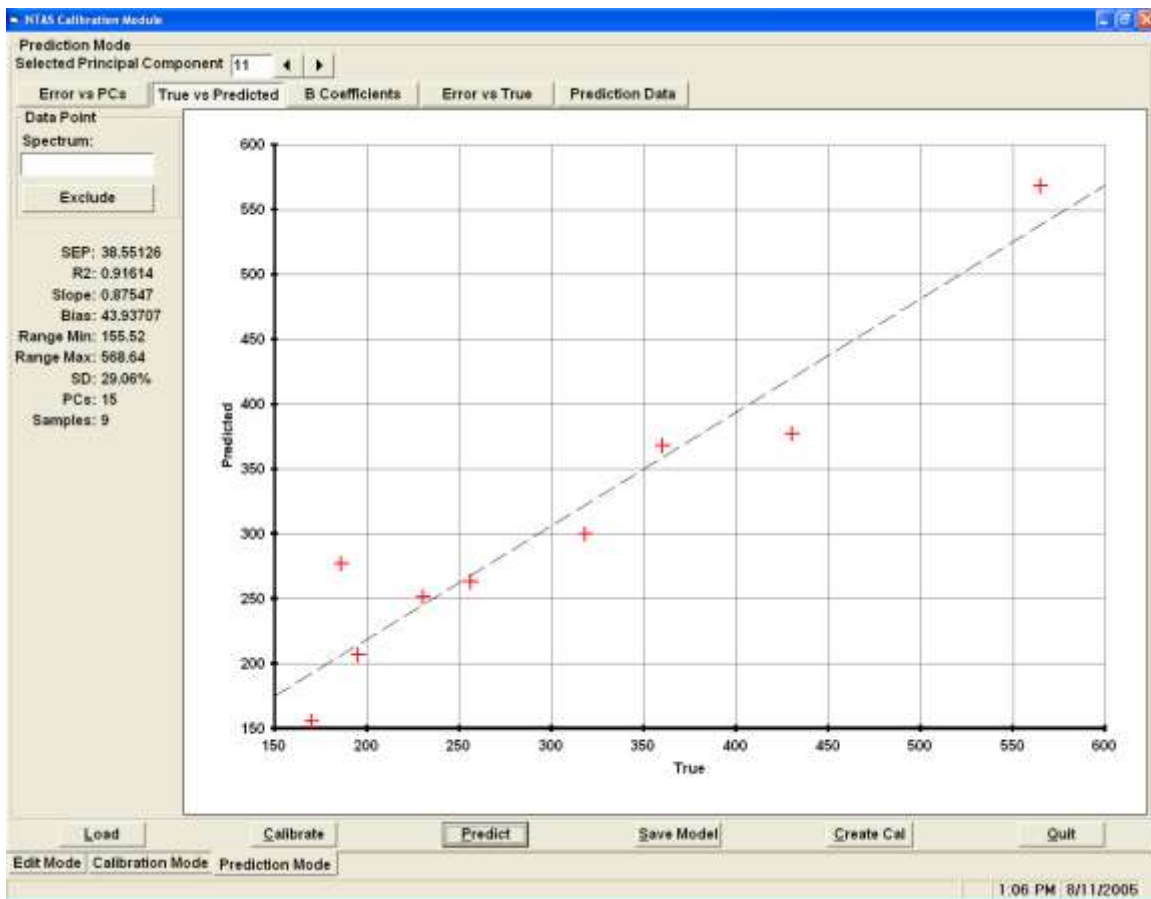 NTAS Calibration Module
Prediction Mode
Selected Principal Component 11
Error vs PCs True vs Predicted B Coefficients Error vs True Prediction Data
Data Point
Spectrum:
Exclude
SEP: 38.55126
R2: 0.91614
Slope: 0.87547
Bias: 43.93707
Range Min: 155.52
Range Max: 568.64
SD: 29.06%
PCs: 15
Samples: 9
600
550
500
450
400
350
300
250
200
150
Predicted
150 200 250 300 350 400 450 500 550 600
True
Load Calibrate Predict Save Model Create Cal Quit
Edit Mode Calibration Mode Prediction Mode
1:06 PM 8/11/2005